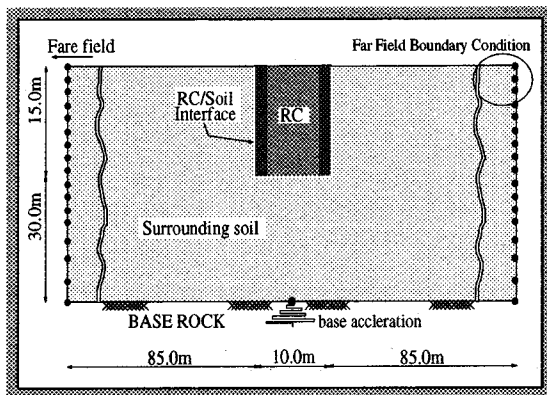 Fare field
Far Field Boundary Condition
15.0m
RC/Soil
Interface
RC
30.0m
Surrounding soil
BASE ROCK
base accleration
85.0m
10.0m
85.0m